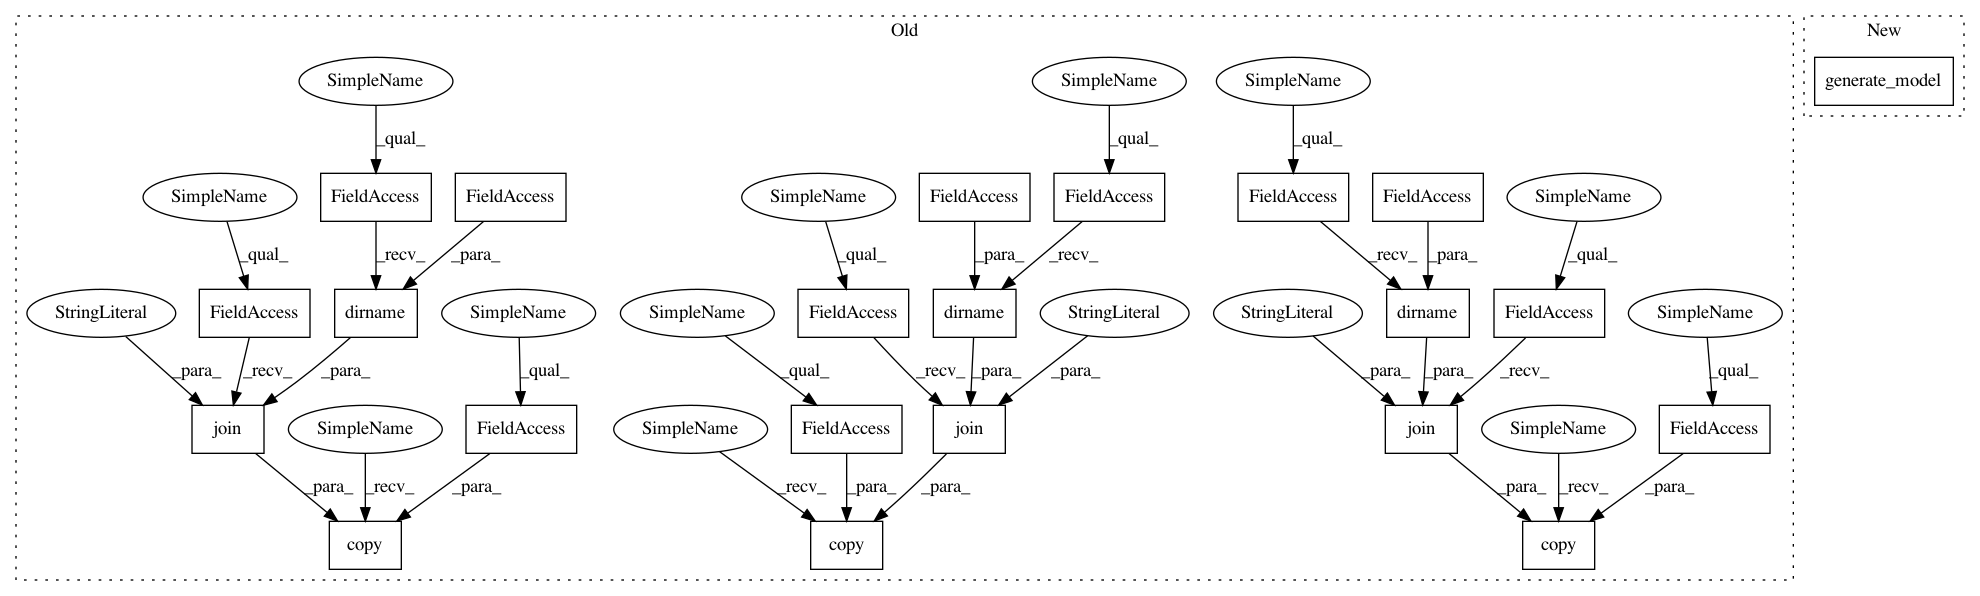 Old
New
SimpleName
SimpleName
SimpleName
generate_model
_qual_
_qual_
_qual_
SimpleName
FieldAccess
FieldAccess
SimpleName
FieldAccess
FieldAccess
FieldAccess
FieldAccess
SimpleName
_qual_
_recv_
_para_
_qual_
_para_
_recv_
_recv_
_para_
_qual_
StringLiteral
FieldAccess
dirname
SimpleName
SimpleName
FieldAccess
dirname
StringLiteral
StringLiteral
dirname
FieldAccess
SimpleName
_para_
_recv_
_para_
_qual_
_qual_
_recv_
_para_
_para_
_para_
_para_
_recv_
_qual_
join
SimpleName
FieldAccess
SimpleName
FieldAccess
join
join
SimpleName
FieldAccess
_para_
_recv_
_para_
_recv_
_para_
_para_
_para_
_recv_
_para_
copy
copy
copy